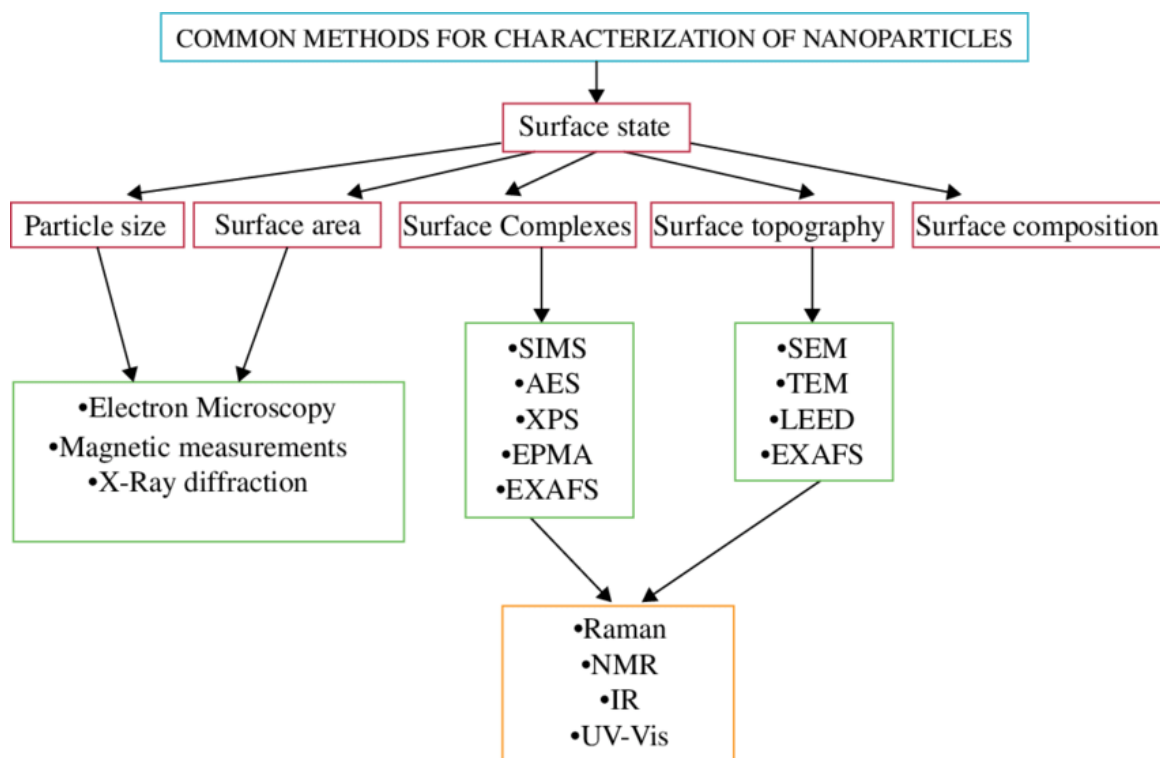 COMMON METHODS FOR CHARACTERIZATION OF NANOPARTICLES
Surface state
Particle size
Surface area
Surface Complexes
Surface topography
Surface composition
•Electron Microscopy
•Magnetic measurements
•X-Ray diffraction
•SIMS
•AES
•XPS
•EPMA
•EXAFS
•SEM
•TEM
•LEED
•EXAFS
•Raman
•NMR
•IR
•UV-Vis